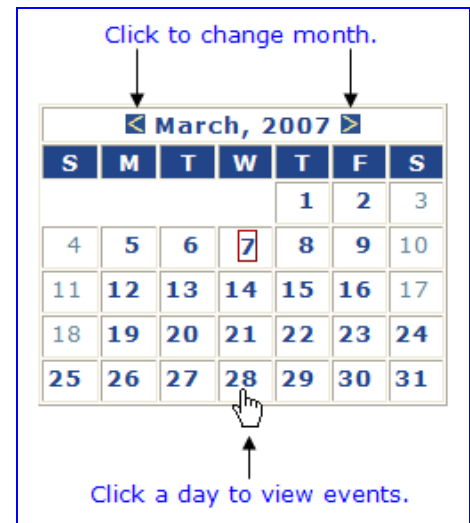 Click to change month.
< March, 2007 >
S M T W T F S
1 2 3
4 5 6 7 8 9 10
11 12 13 14 15 16 17
18 19 20 21 22 23 24
25 26 27 28 29 30 31
Click a day to view events.